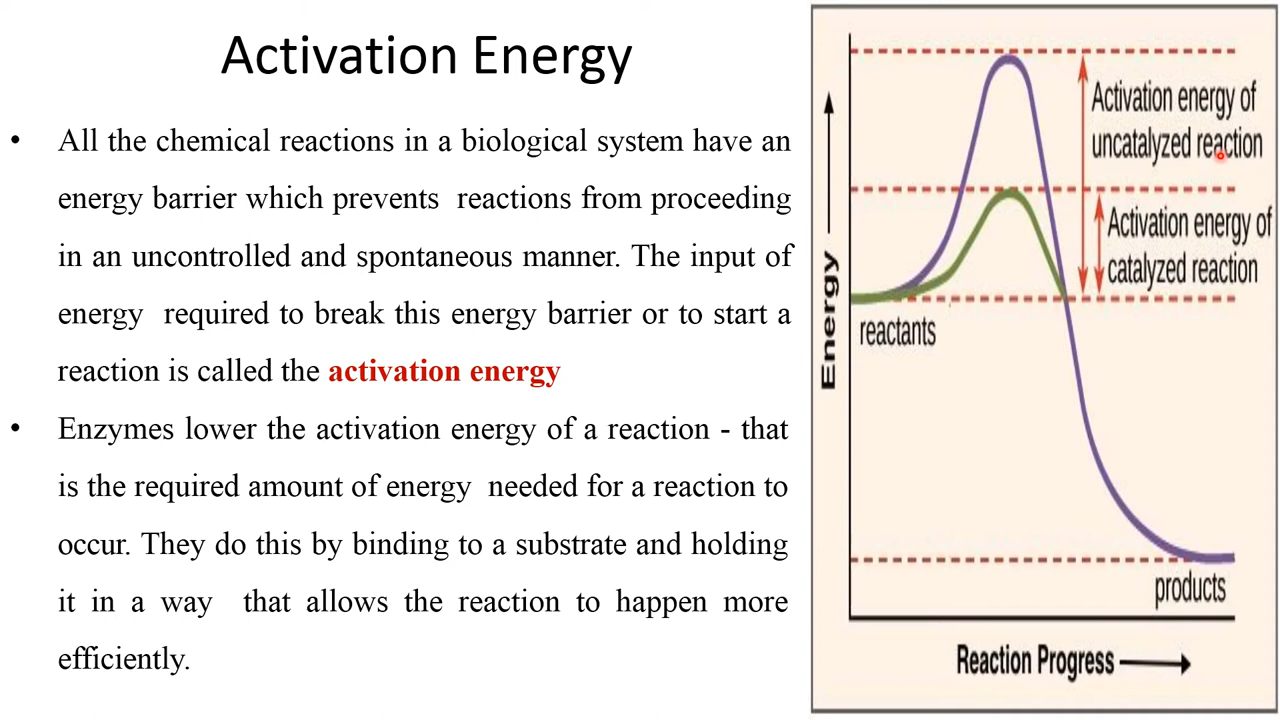 Activation Energy
• All the chemical reactions in a biological system have an
energy barrier which prevents reactions from proceeding
in an uncontrolled and spontaneous manner. The input of
energy required to break this energy barrier or to start a
reaction is called the activation energy
• Enzymes lower the activation energy of a reaction - that
is the required amount of energy needed for a reaction to
occur. They do this by binding to a substrate and holding
it in a way that allows the reaction to happen more
efficiently.
Activation energy of
uncatalyzed reaction
Activation energy of
catalyzed reaction
reactants
Energy
products
Reaction Progress